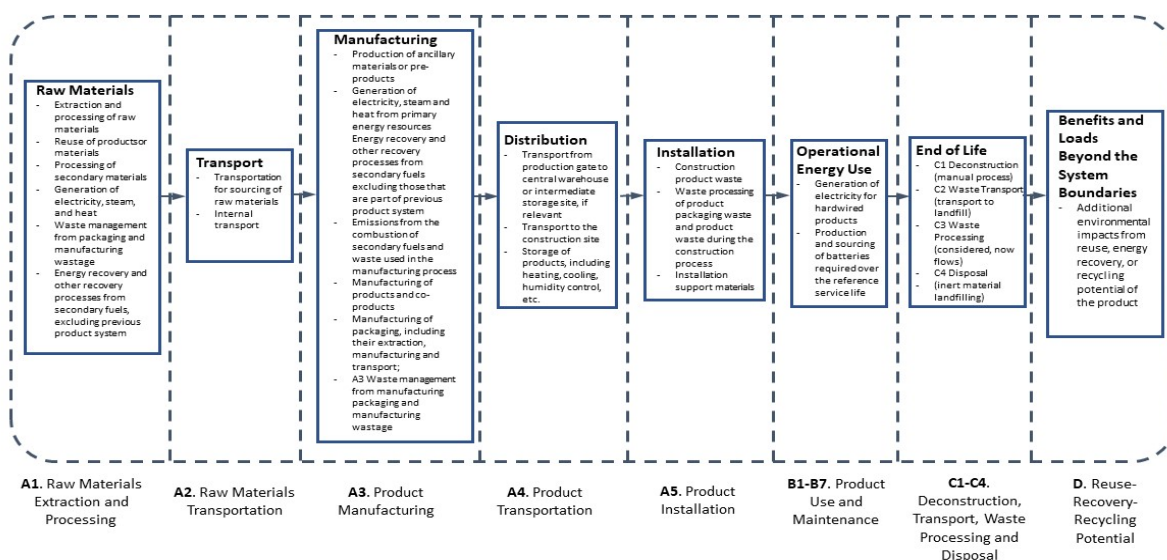 Raw Materials
- Extraction and
processing of raw
materials
- Reuse of productsor
materials
- Processing of
secondary materials
- Generation of
electricity, steam,
and heat
- Waste management
from packaging and
manufacturing
wastage
- Energy recovery and
other recovery
processes from
secondary fuels,
excluding previous
product system
Transport
- Transportation
for sourcing of
raw materials
- Internal
transport
Manufacturing
- Production of ancillary
materials or pre-
products
- Generation of
electricity, steam and
heat from primary
energy resources
Energy recovery and
other recovery
processes from
secondary fuels
excluding those that
are part of previous
product system
- Emissions from the
combustion of
secondary fuels and
waste used in the
manufacturing process
- Manufacturing of
products and co-
products
- Manufacturing of
packaging, including
their extraction,
manufacturing and
transport;
- A3 Waste management
from manufacturing
packaging and
manufacturing
wastage
Distribution
- Transport from
production gate to
central warehouse
or intermediate
storage site, if
relevant
- Transport to the
construction site
- Storage of
products, including
heating, cooling,
humidity control,
etc.
Installation
- Construction
product waste
- Waste processing
of product
packaging waste
and product
waste during the
construction
process
- Installation
support materials
Operational
Energy Use
- Generation of
electricity for
hardwired
products
- Production
and sourcing
of batteries
required over
the reference
service life
End of Life
- C1 Deconstruction
(manual process)
- C2 Waste Transport
(transport to
landfill)
- C3 Waste
Processing
(considered, now
flows)
- C4 Disposal
- (inert material
landfilling)
Benefits and
Loads
Beyond the
System
Boundaries
- Additional
environmental
impacts from
reuse, energy
recovery, or
recycling
potential of
the product
A1. Raw Materials
Extraction and
Processing
A2. Raw Materials
Transportation
A3. Product
Manufacturing
A4. Product
Transportation
A5. Product
Installation
B1-B7. Product
Use and
Maintenance
C1-C4.
Deconstruction,
Transport, Waste
Processing and
Disposal
D. Reuse-
Recovery-
Recycling
Potential